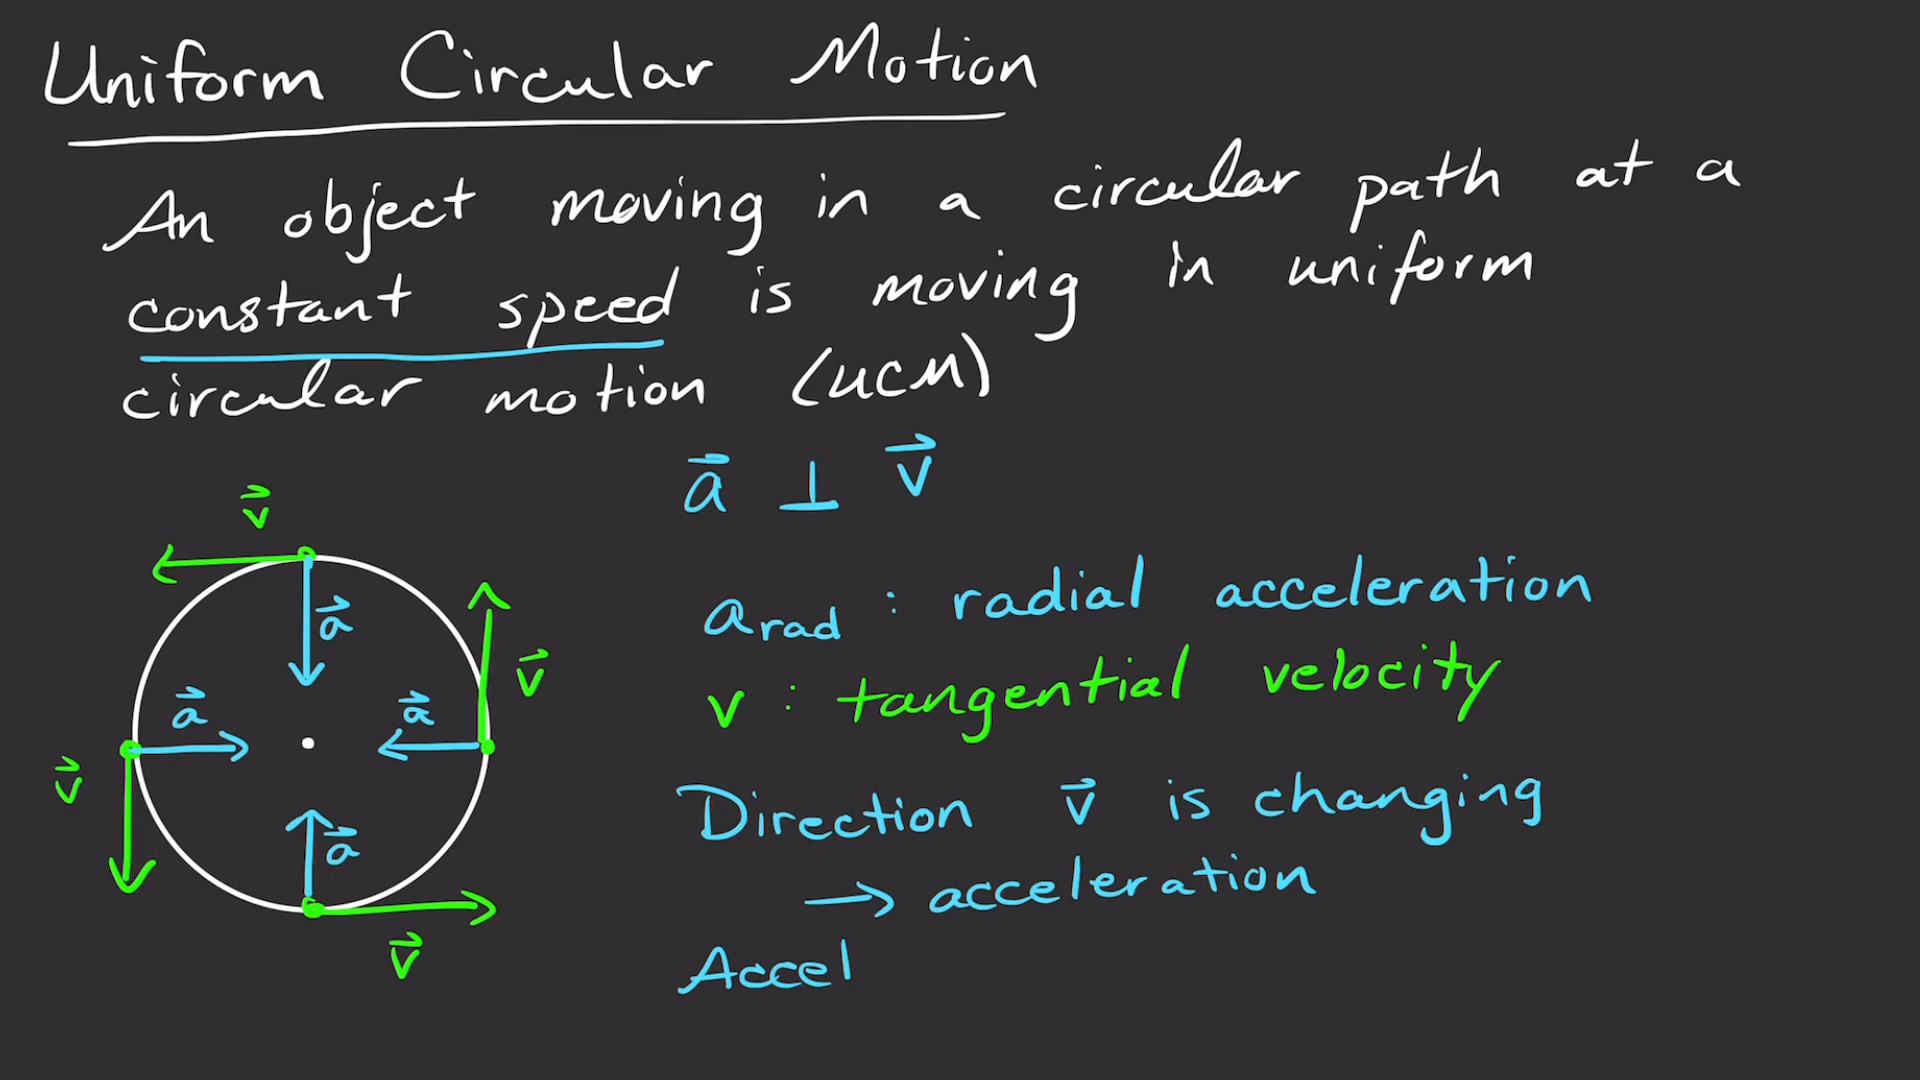 Uniform Circular Motion
An object moving in a circular path at a
constant speed is moving in uniform
circular motion (UCM)
a⃗ ⊥ v⃗
v⃗
a⃗
v⃗
a⃗
a⃗
v⃗
a⃗
v⃗
a_rad : radial acceleration
v : tangential velocity
Direction v⃗ is changing
→ acceleration
Accel